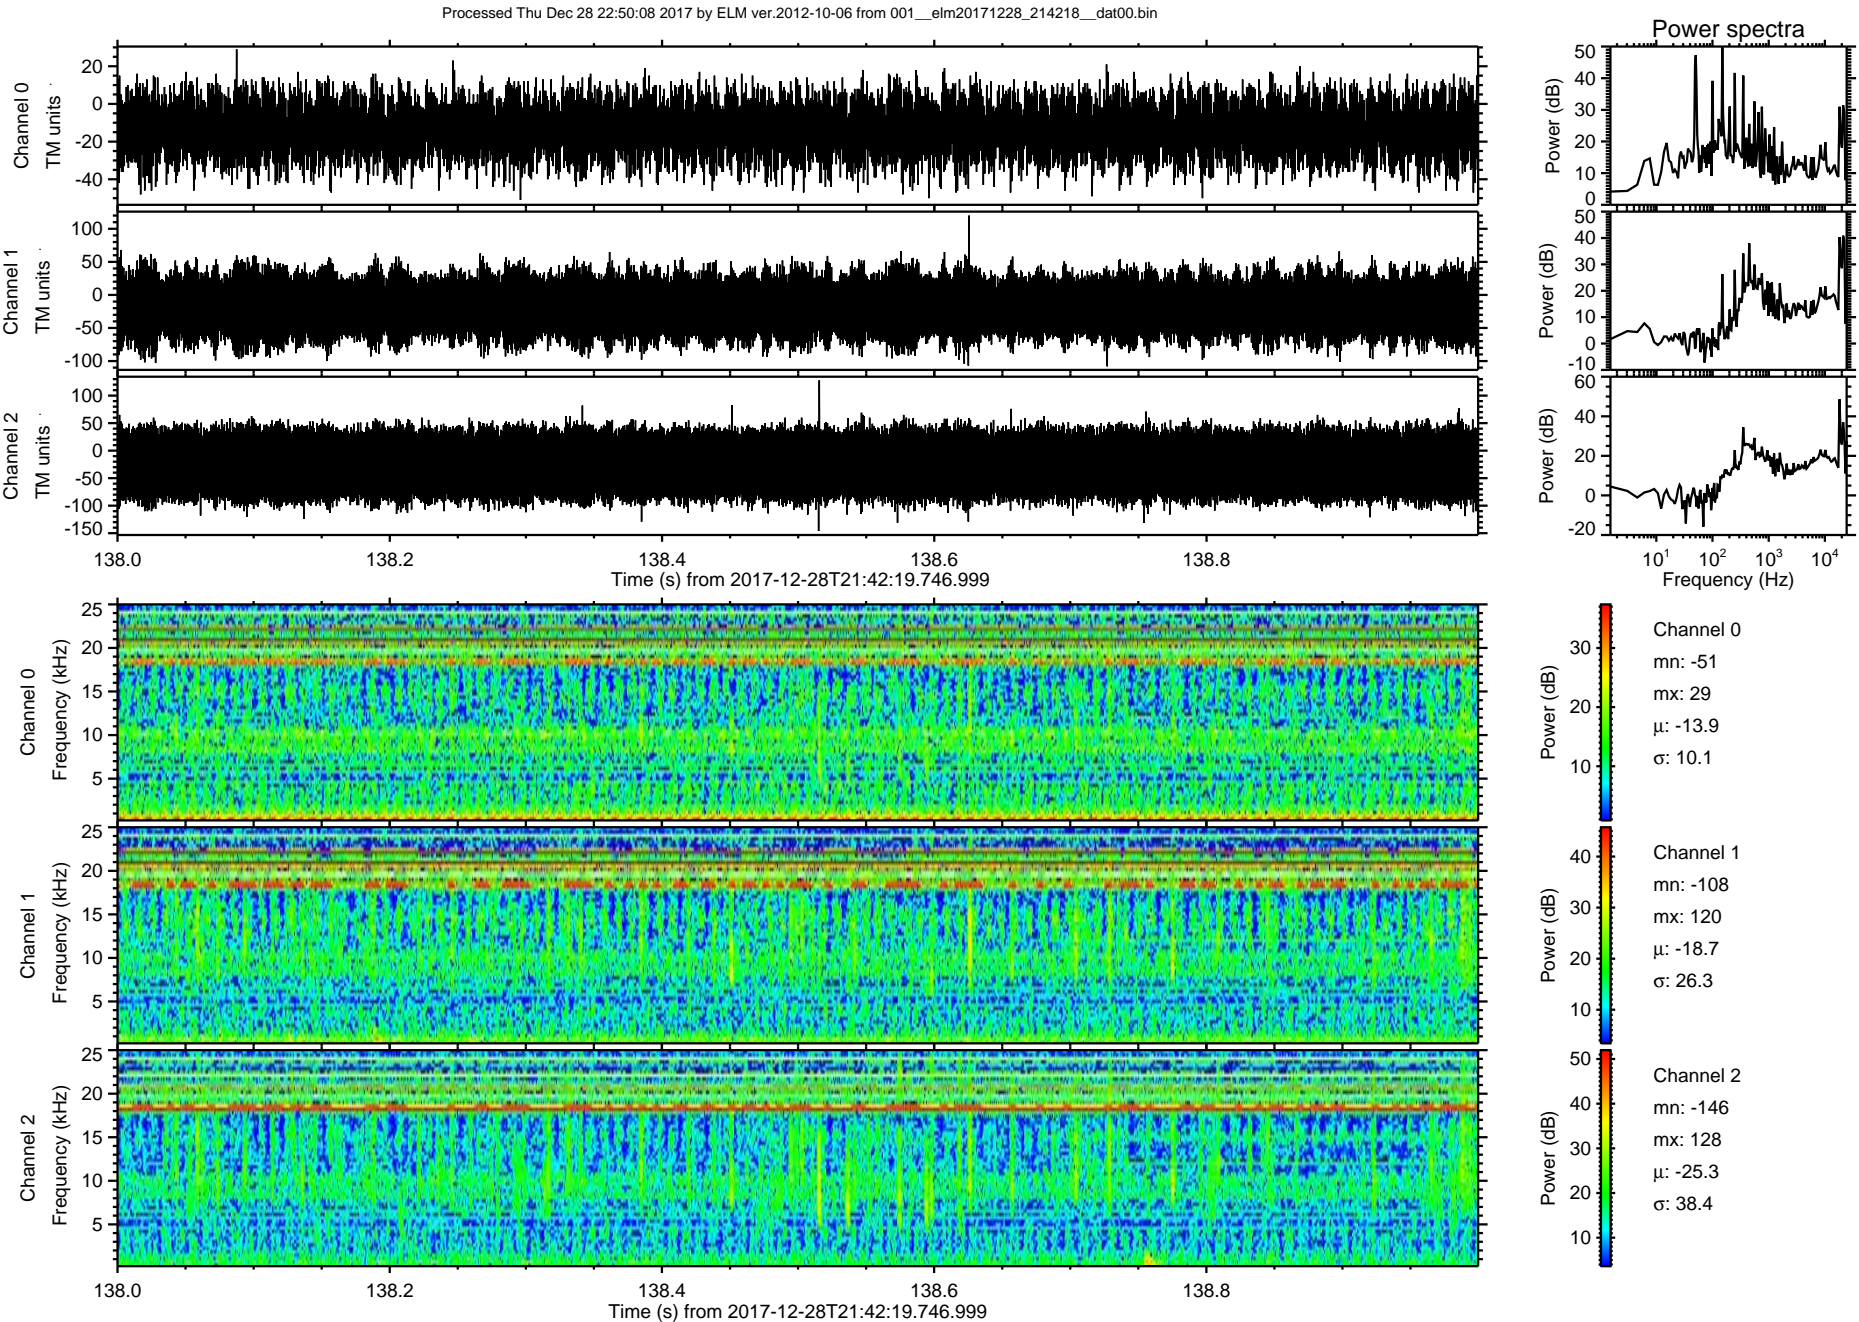 Processed Thu Dec 28 22:50:08 2017 by ELM ver.2012-10-06 from 001__elm20171228_214218__dat00.bin
Power spectra
Channel 0
TM units
20
0
-20
-40
Power (dB)
50
40
30
20
10
0
Channel 1
TM units
100
50
0
-50
-100
Power (dB)
50
40
30
20
10
0
-10
Channel 2
TM units
100
50
0
-50
-100
-150
Power (dB)
60
40
20
0
-20
138.0 138.2 138.4 138.6 138.8
Time (s) from 2017-12-28T21:42:19.746.999
10¹ 10² 10³ 10⁴
Frequency (Hz)
Channel 0
Frequency (kHz)
25
20
15
10
5
Power (dB)
30
20
10
Channel 0
mn: -51
mx: 29
μ: -13.9
σ: 10.1
Channel 1
Frequency (kHz)
25
20
15
10
5
Power (dB)
40
30
20
10
Channel 1
mn: -108
mx: 120
μ: -18.7
σ: 26.3
Channel 2
Frequency (kHz)
25
20
15
10
5
Power (dB)
50
40
30
20
10
Channel 2
mn: -146
mx: 128
μ: -25.3
σ: 38.4
138.0 138.2 138.4 138.6 138.8
Time (s) from 2017-12-28T21:42:19.746.999